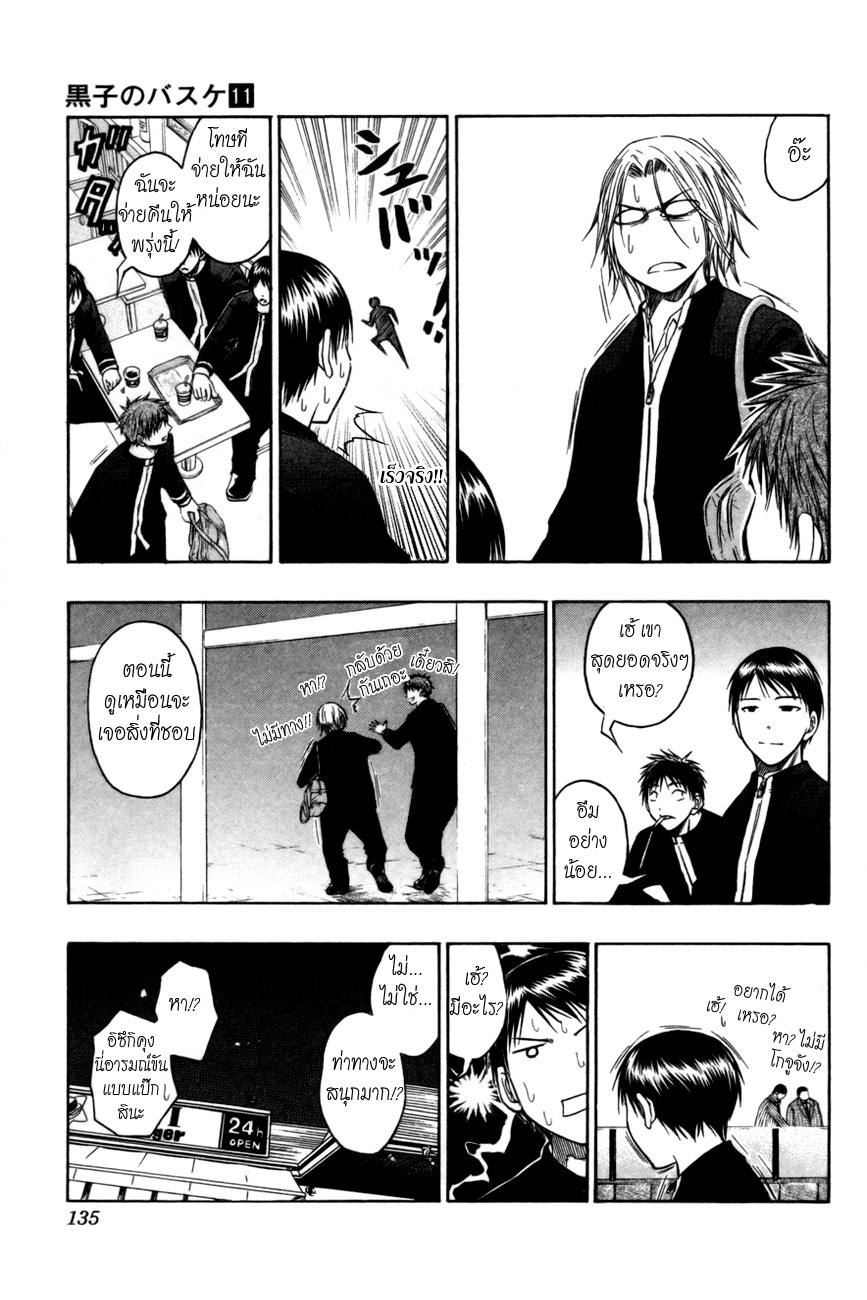 黒子のバスケ 11
อ๊ะ
シュバッ
เร็วจริง!!
โทษที
จ่ายให้ฉัน
หน่อยนะ
ฉันจะ
จ่ายคืนให้
พรุ่งนี้!
ガタッ
เฮ้ เขา
สุดยอดจริงๆ
เหรอ?
อืม
อย่าง
น้อย...
เดี๋ยวสิ!
กลับด้วย
กันเถอะ
หา!?
ไม่มีทาง!!
ตอนนี้
ดูเหมือนจะ
เจอสิ่งที่ชอบ
อยากได้
เหรอ?
เฮ้!
หา? ไม่มี
โกจูจัง!?
เฮ้?
มีอะไร?
ไม่...
ไม่ใช่...
ท่าทางจะ
สนุกมาก!?
หา!?
อิซึกิคุง
นี่อารมณ์ขัน
แบบแป๊ก
สินะ
24h
OPEN
ger
135